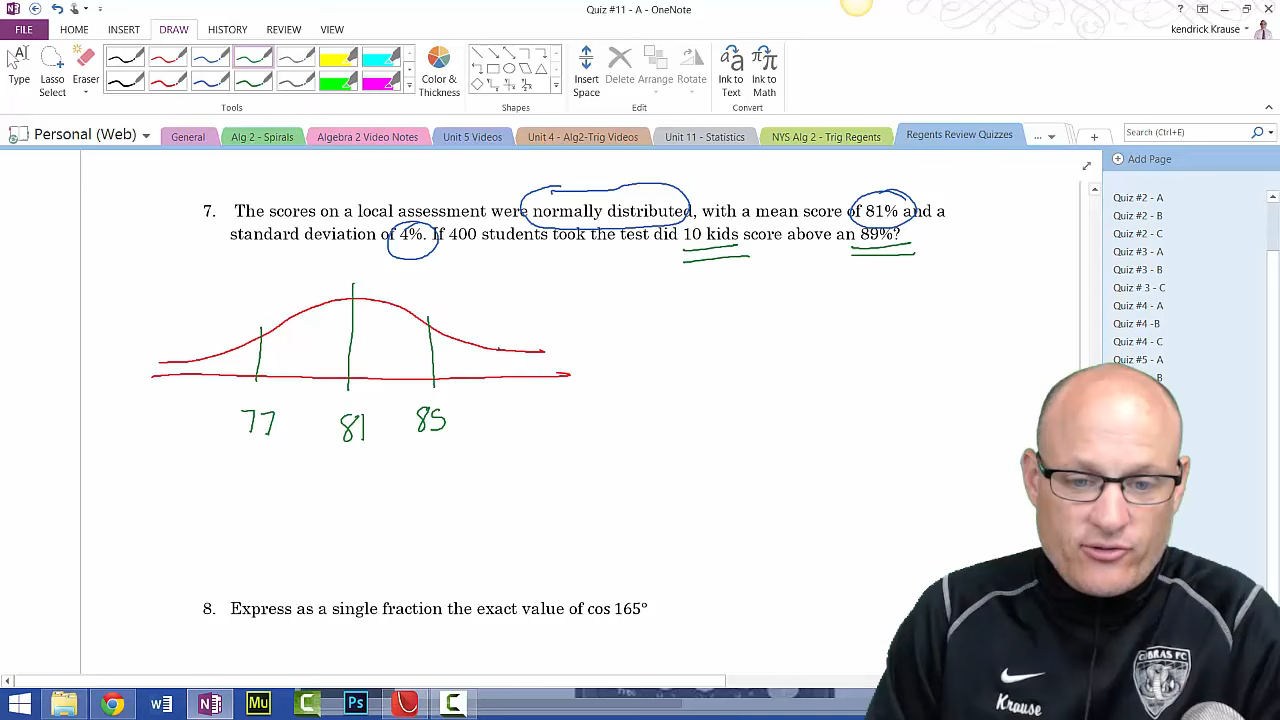 Quiz #11 - A - OneNote
FILE HOME INSERT DRAW HISTORY REVIEW VIEW
kendrick Krause
Type
Lasso Select
Eraser
Color & Thickness
Insert Space
Delete
Arrange
Rotate
Ink to Text
Ink to Math
Tools
Shapes
Edit
Convert
Personal (Web)
General
Alg 2 - Spirals
Algebra 2 Video Notes
Unit 5 Videos
Unit 4 - Alg2-Trig Videos
Unit 11 - Statistics
NYS Alg 2 - Trig Regents
Regents Review Quizzes
...
Search (Ctrl+E)
Add Page
Quiz #2 - A
Quiz #2 - B
Quiz #2 - C
Quiz #3 - A
Quiz #3 - B
Quiz # 3 - C
Quiz #4 - A
Quiz #4 -B
Quiz #4 - C
Quiz #5 - A
B
7. The scores on a local assessment were normally distributed, with a mean score of 81% and a
standard deviation of 4%. If 400 students took the test did 10 kids score above an 89%?
77 81 85
8. Express as a single fraction the exact value of cos 165°
COBRAS FC
Krause
Mu
Ps